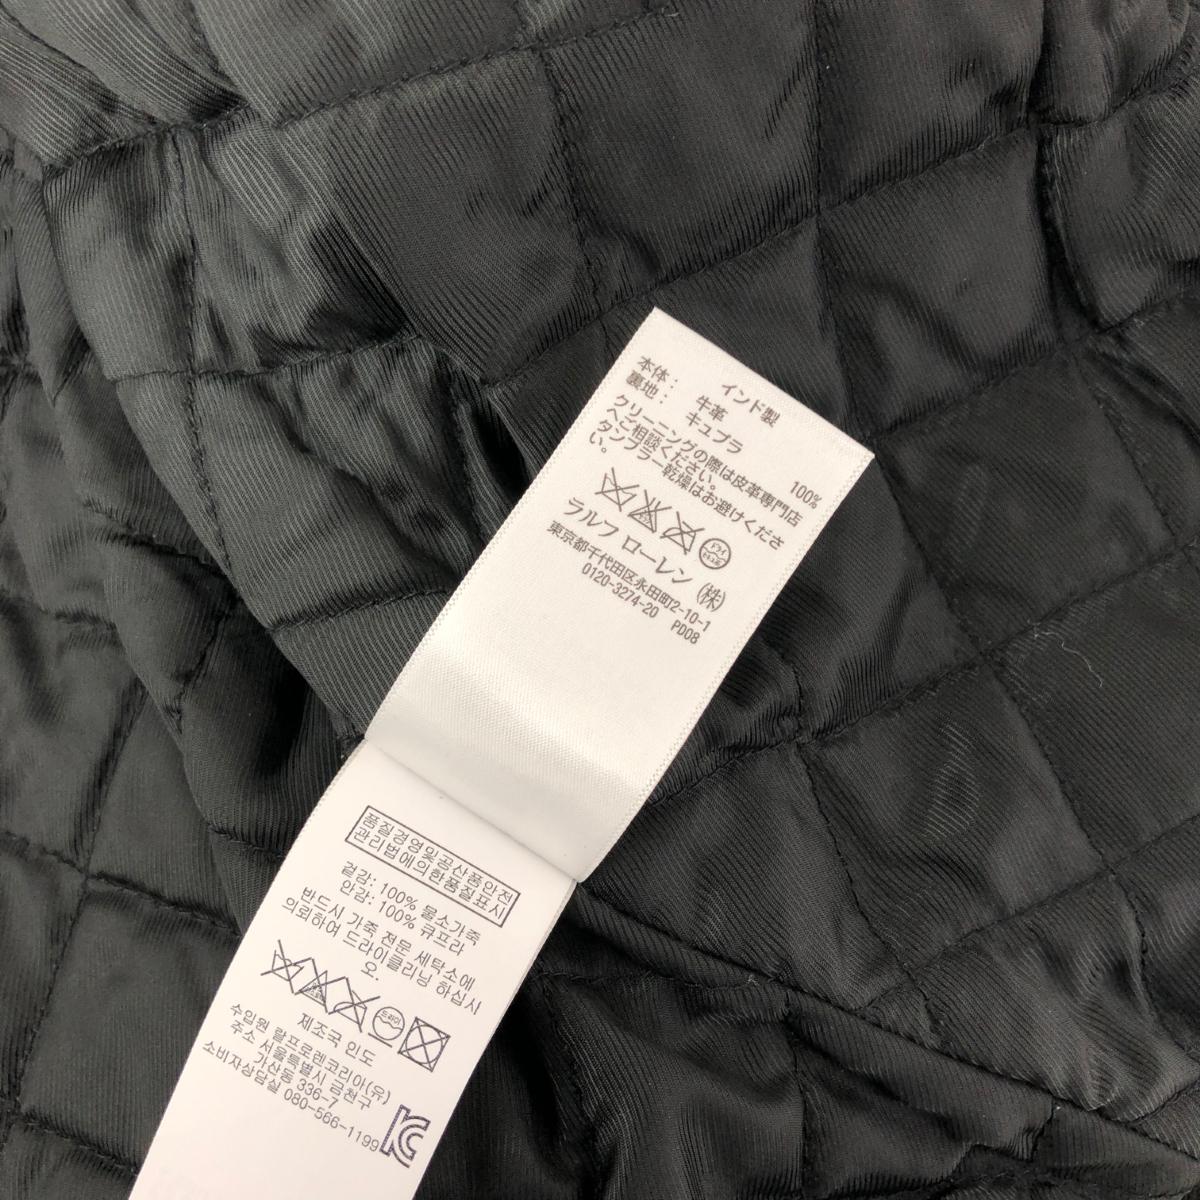 インド製
本体: 牛革
裏地: キュプラ 100%
クリーニングの際は皮革専門店
へご相談ください。
タンブラー乾燥はお避けくださ
い。
ドライ
ラルフ ローレン (株)
東京都千代田区永田町2-10-1
0120-3274-20 PD08
품질경영및공산품안전
관리법에의한품질표시
겉감: 100% 물소가죽
안감: 100% 큐프라
반드시 가죽 전문 세탁소에
의뢰하여 드라이클리닝 하십시
오.
드라이
제조국 인도
수입원 랄프로렌코리아(유)
주소 서울특별시 금천구
가산동 336-7
소비자상담실 080-566-1199